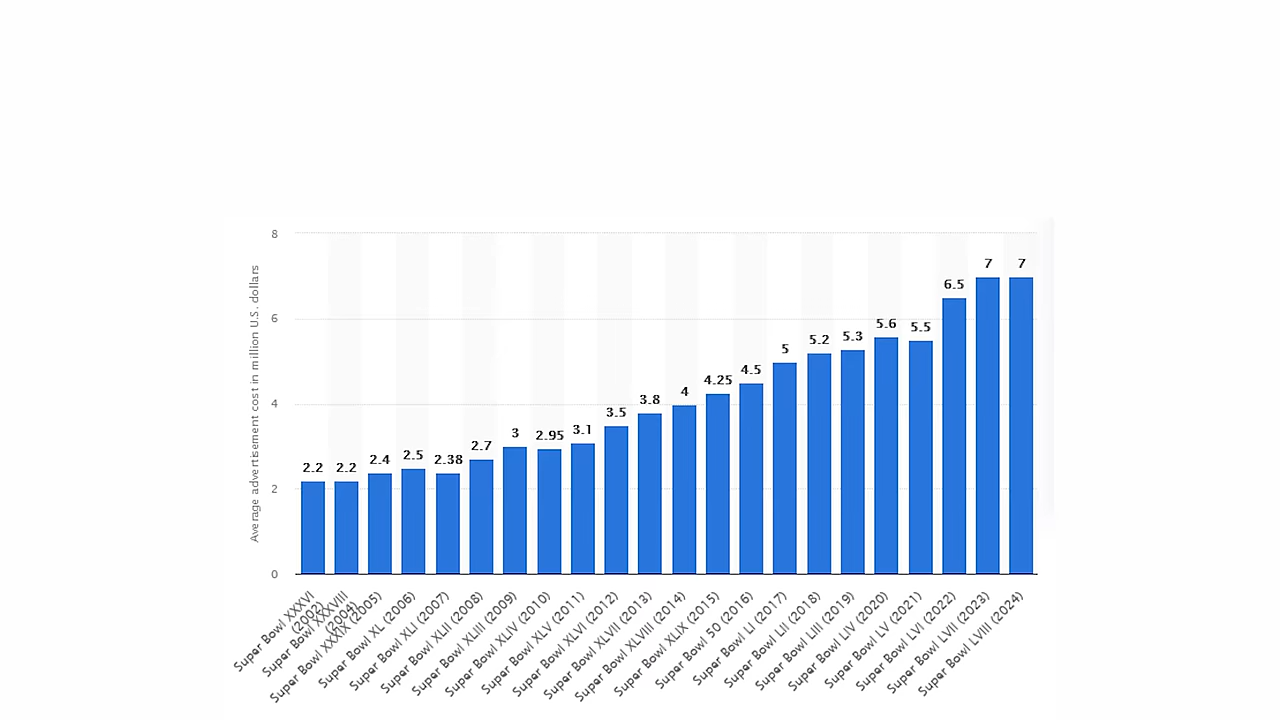 Average advertisement cost in million U.S. dollars
8
6
4
2
0
2.2
2.2
2.4
2.5
2.38
2.7
3
2.95
3.1
3.5
3.8
4
4.25
4.5
5
5.2
5.3
5.6
5.5
6.5
7
7
Super Bowl XXXVI
(2002)
Super Bowl XXXVIII
(2004)
Super Bowl XXXIX (2005)
Super Bowl XL (2006)
Super Bowl XLI (2007)
Super Bowl XLII (2008)
Super Bowl XLIII (2009)
Super Bowl XLIV (2010)
Super Bowl XLV (2011)
Super Bowl XLVI (2012)
Super Bowl XLVII (2013)
Super Bowl XLVIII (2014)
Super Bowl XLIX (2015)
Super Bowl 50 (2016)
Super Bowl LI (2017)
Super Bowl LII (2018)
Super Bowl LIII (2019)
Super Bowl LIV (2020)
Super Bowl LV (2021)
Super Bowl LVI (2022)
Super Bowl LVII (2023)
Super Bowl LVIII (2024)